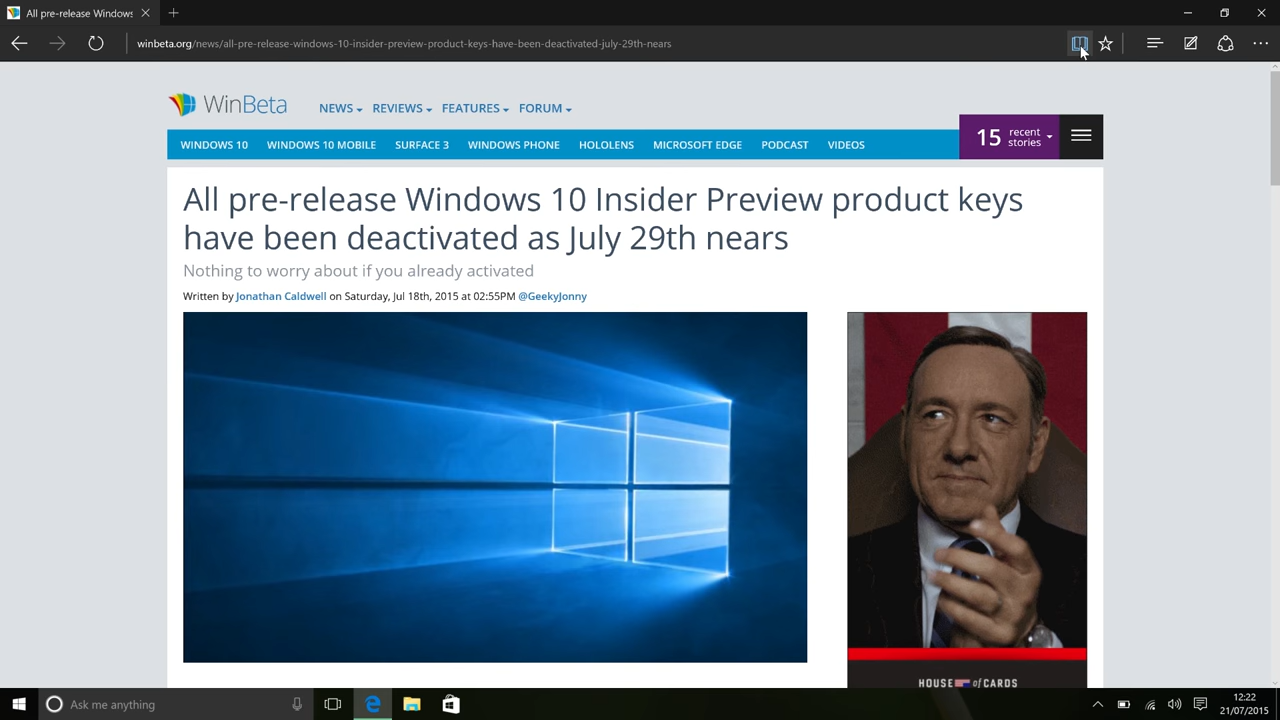 All pre-release Windows
winbeta.org/news/all-pre-release-windows-10-insider-preview-product-keys-have-been-deactivated-july-29th-nears
WinBeta
NEWS REVIEWS FEATURES FORUM
15 recent stories
WINDOWS 10 WINDOWS 10 MOBILE SURFACE 3 WINDOWS PHONE HOLOLENS MICROSOFT EDGE PODCAST VIDEOS
All pre-release Windows 10 Insider Preview product keys
have been deactivated as July 29th nears
Nothing to worry about if you already activated
Written by Jonathan Caldwell on Saturday, Jul 18th, 2015 at 02:55PM @GeekyJonny
HOUSE of CARDS
Ask me anything
12:22
21/07/2015